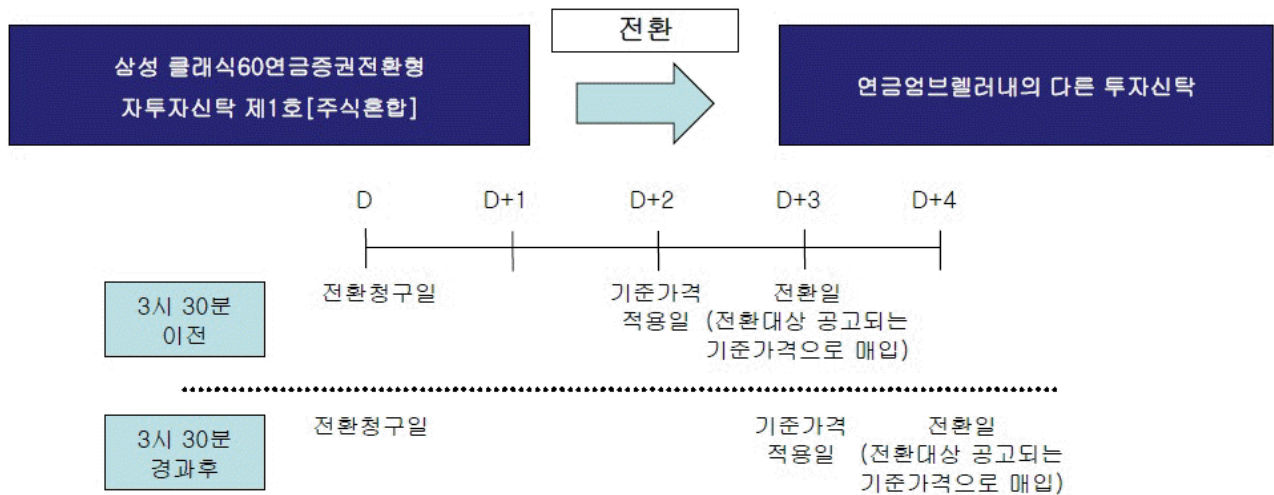 전환
삼성 클래식60연금증권전환형
자투자신탁 제1호[주식혼합]
연금엄브렐러내의 다른 투자신탁
D D+1 D+2 D+3 D+4
3시 30분
이전
전환청구일 기준가격 전환일
적용일 (전환대상 공고되는
기준가격으로 매입)
3시 30분
경과후
전환청구일 기준가격 전환일
적용일 (전환대상 공고되는
기준가격으로 매입)